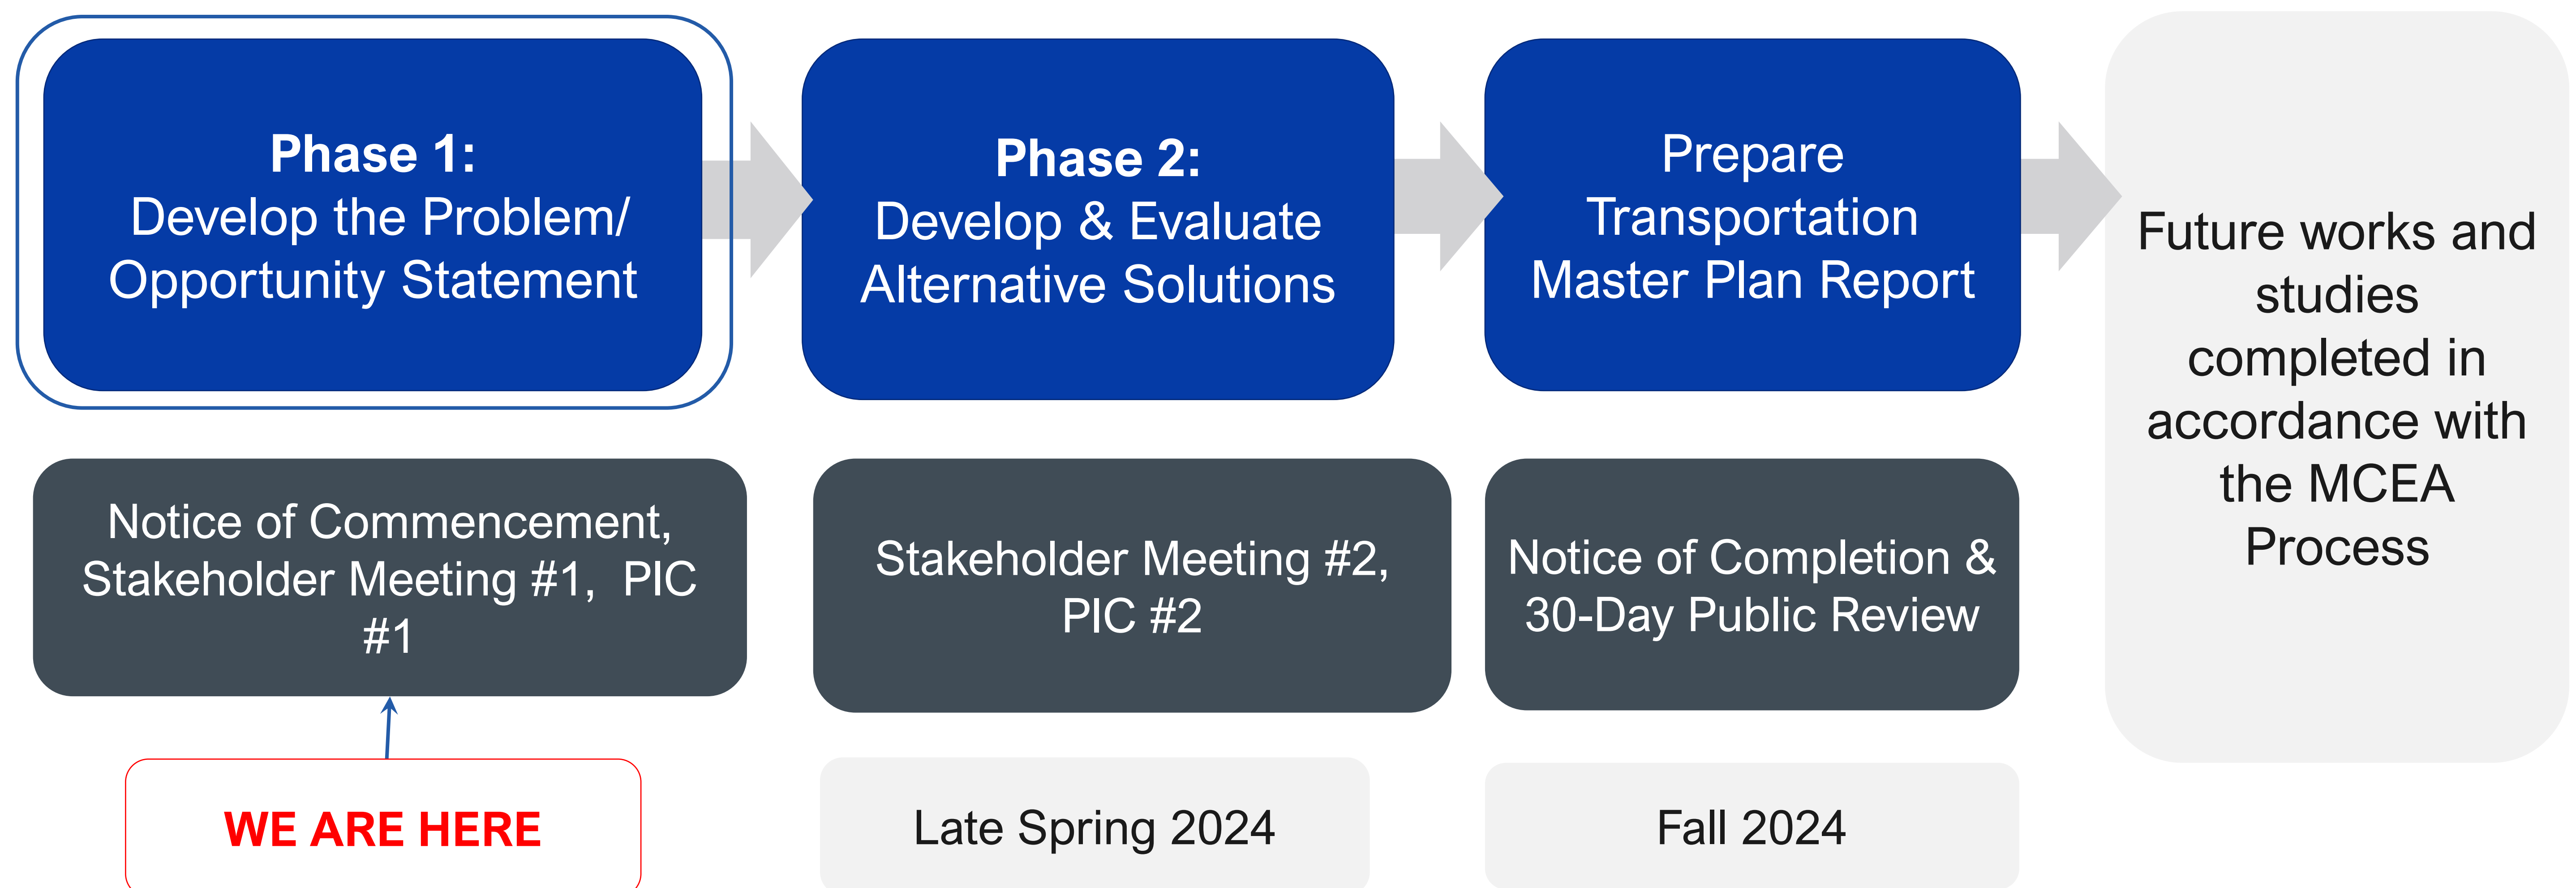 Phase 1:
Develop the Problem/
Opportunity Statement
Phase 2:
Develop & Evaluate
Alternative Solutions
Prepare
Transportation
Master Plan Report
Future works and
studies
completed in
accordance with
the MCEA
Process
Notice of Commencement,
Stakeholder Meeting #1, PIC
#1
Stakeholder Meeting #2,
PIC #2
Notice of Completion &
30-Day Public Review
WE ARE HERE
Late Spring 2024
Fall 2024